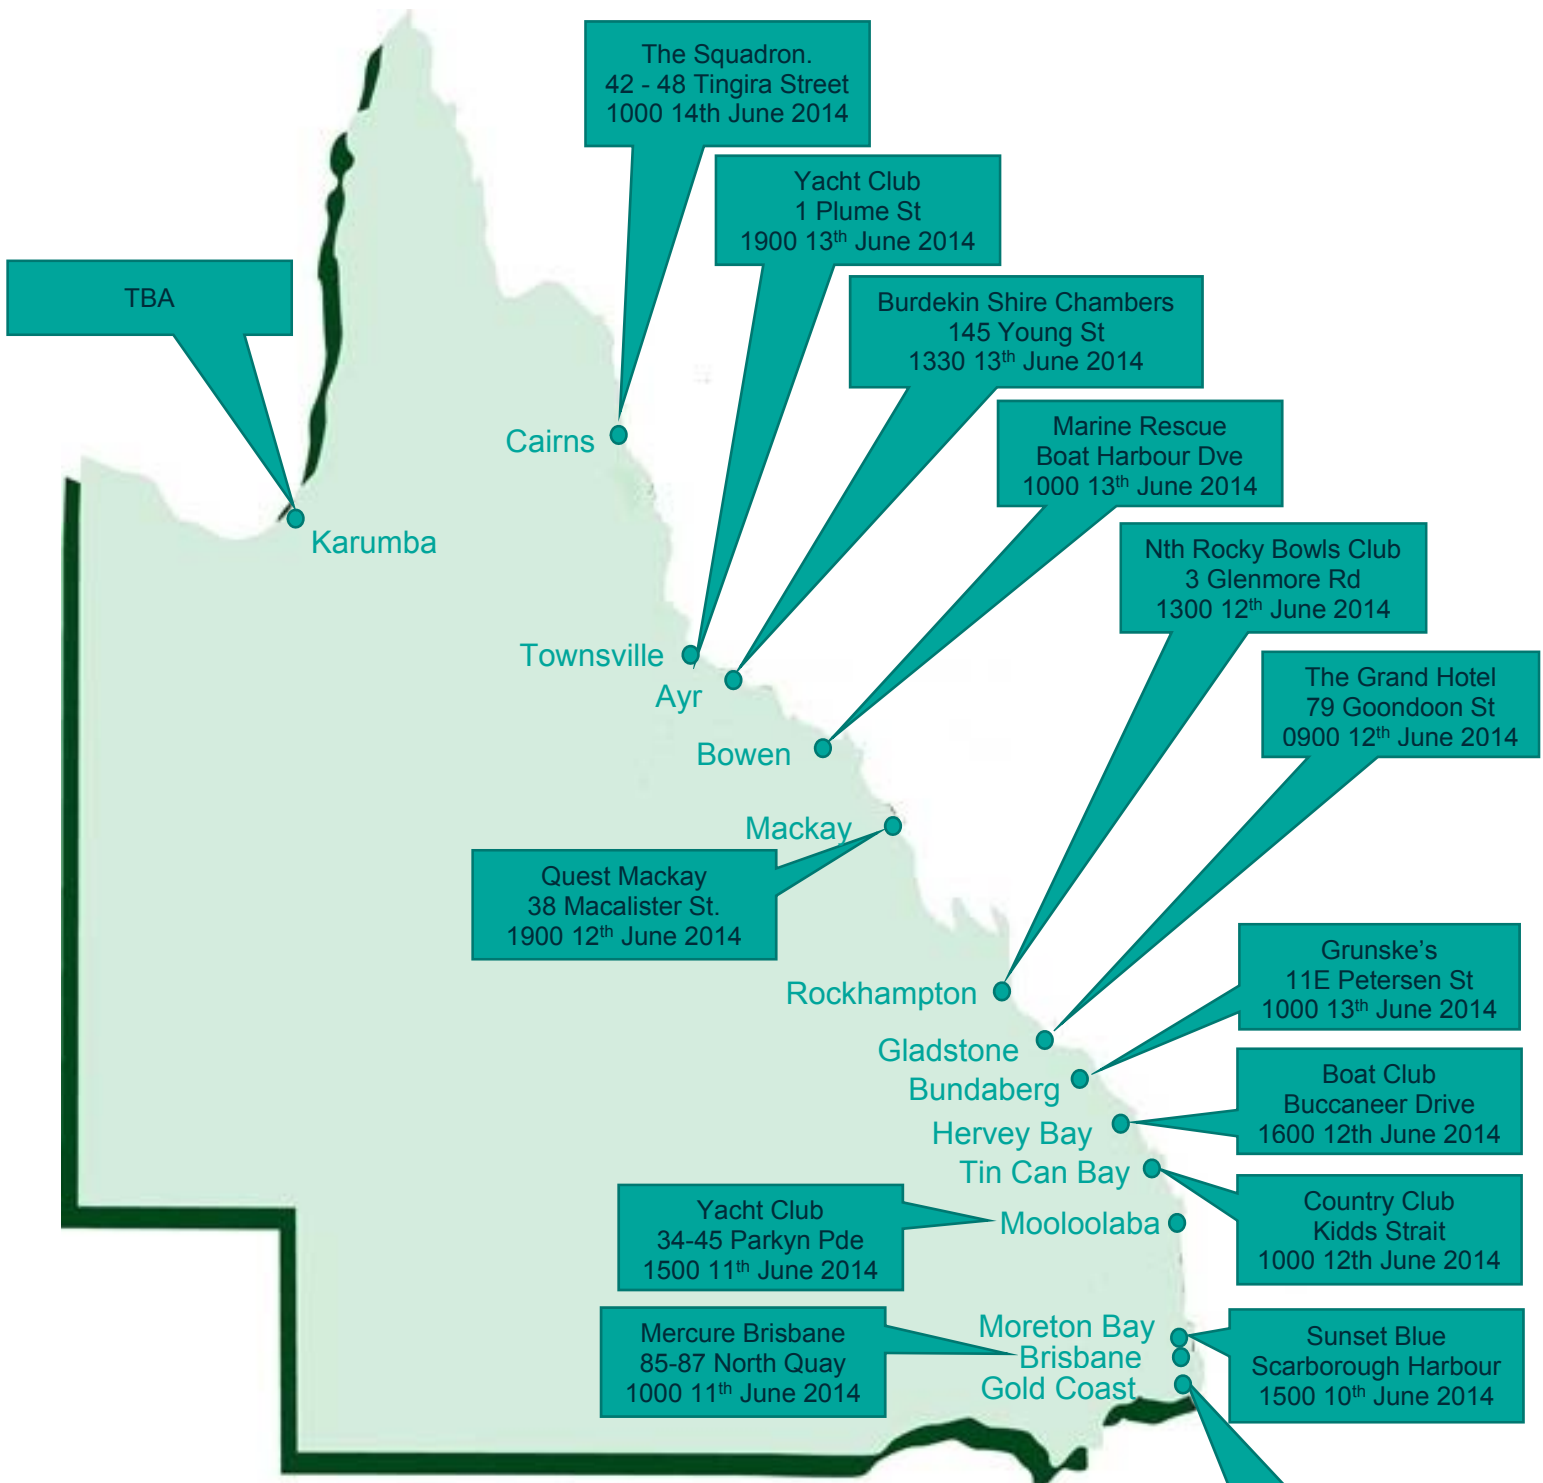 The Squadron.
42 - 48 Tingira Street
1000 14th June 2014
Yacht Club
1 Plume St
1900 13th June 2014
TBA
Burdekin Shire Chambers
145 Young St
1330 13th June 2014
Marine Rescue
Boat Harbour Dve
1000 13th June 2014
Cairns
Karumba
Nth Rocky Bowls Club
3 Glenmore Rd
1300 12th June 2014
Townsville
Ayr
The Grand Hotel
79 Goondoon St
0900 12th June 2014
Bowen
Mackay
Quest Mackay
38 Macalister St.
1900 12th June 2014
Rockhampton
Grunske's
11E Petersen St
1000 13th June 2014
Gladstone
Bundaberg
Boat Club
Buccaneer Drive
1600 12th June 2014
Hervey Bay
Tin Can Bay
Country Club
Kidds Strait
1000 12th June 2014
Yacht Club
34-45 Parkyn Pde
1500 11th June 2014
Mooloolaba
Mercure Brisbane
85-87 North Quay
1000 11th June 2014
Moreton Bay
Brisbane
Gold Coast
Sunset Blue
Scarborough Harbour
1500 10th June 2014